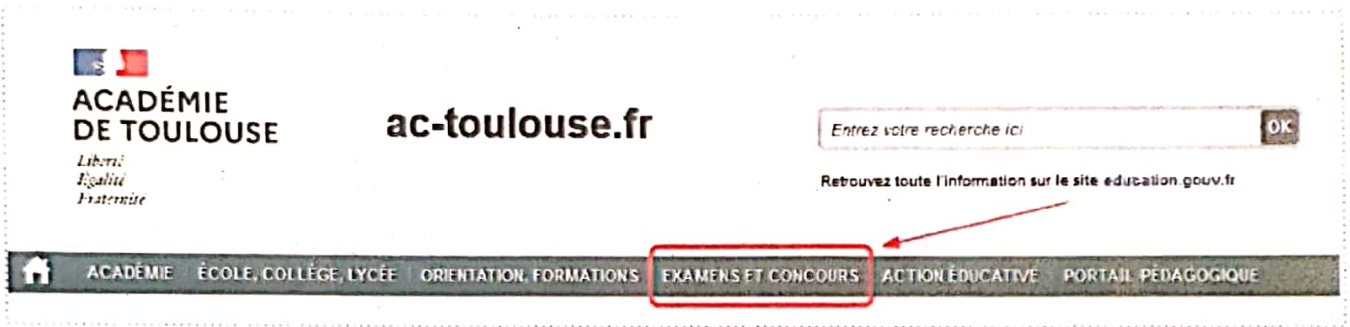 ACADÉMIE
DE TOULOUSE
Liberté
Égalité
Fraternité
ac-toulouse.fr
Entrez votre recherche ici
OK
Retrouvez toute l'information sur le site education.gouv.fr
ACADÉMIE ÉCOLE, COLLÈGE, LYCÉE ORIENTATION, FORMATIONS EXAMENS ET CONCOURS ACTION ÉDUCATIVE PORTAIL PÉDAGOGIQUE